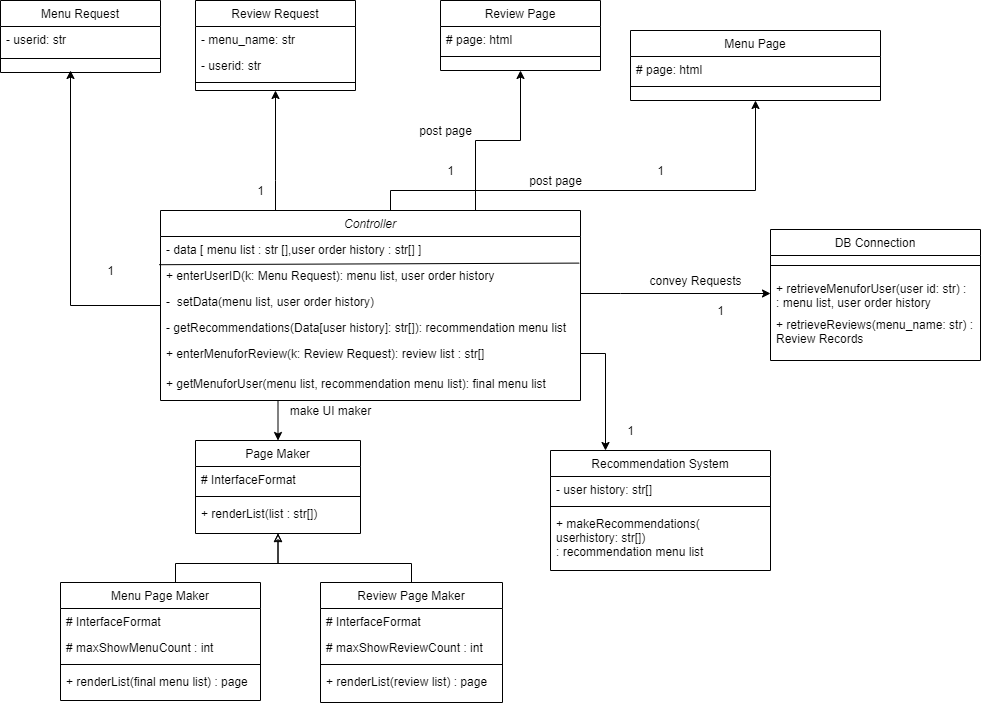 Menu Request
- userid: str
Review Request
- menu_name: str
- userid: str
Review Page
# page: html
Menu Page
# page: html
post page
1
1
post page
1
1
Controller
- data [ menu list : str [],user order history : str[] ]
+ enterUserID(k: Menu Request): menu list, user order history
-  setData(menu list, user order history)
- getRecommendations(Data[user history]: str[]): recommendation menu list
+ enterMenuforReview(k: Review Request): review list : str[]
+ getMenuforUser(menu list, recommendation menu list): final menu list
convey Requests
1
DB Connection
+ retrieveMenuforUser(user id: str) :
: menu list, user order history
+ retrieveReviews(menu_name: str) :
Review Records
make UI maker
1
Page Maker
# InterfaceFormat
+ renderList(list : str[])
Recommendation System
- user history: str[]
+ makeRecommendations(
userhistory: str[])
: recommendation menu list
Menu Page Maker
# InterfaceFormat
# maxShowMenuCount : int
+ renderList(final menu list) : page
Review Page Maker
# InterfaceFormat
# maxShowReviewCount : int
+ renderList(review list) : page